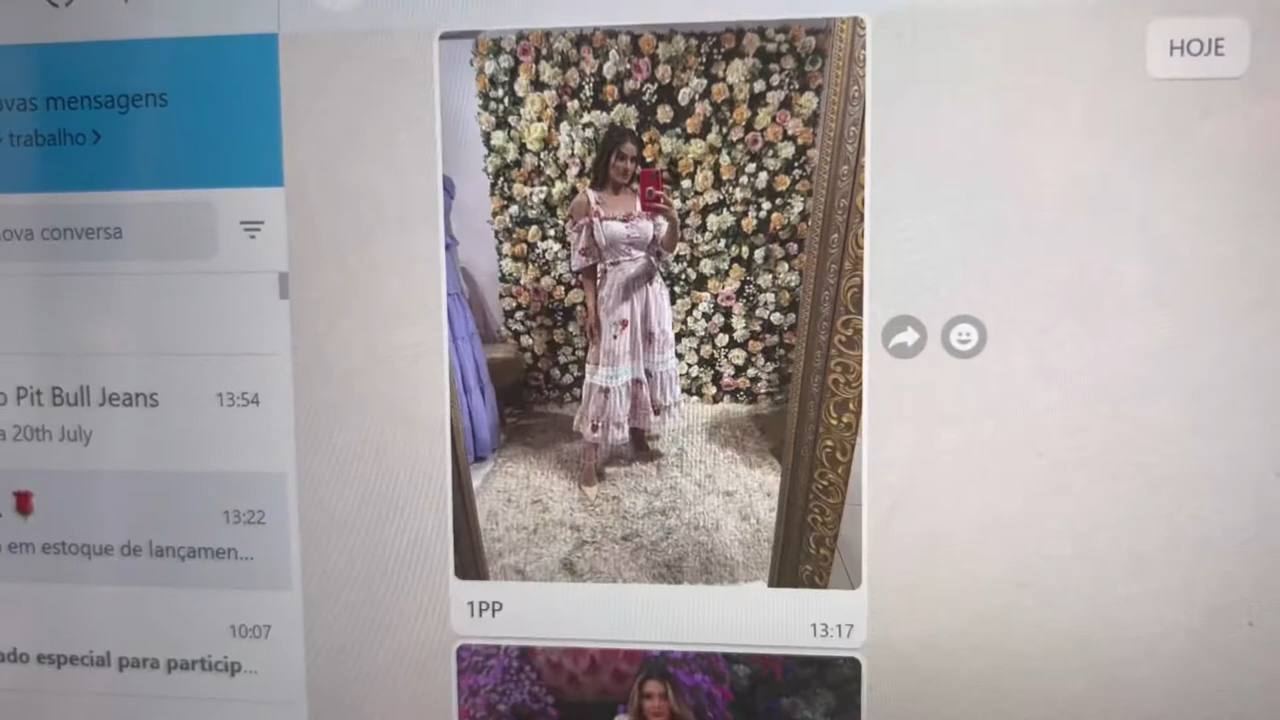 HOJE
vas mensagens
trabalho >
ova conversa
Pit Bull Jeans 13:54
20th July
13:22
em estoque de lançamen...
10:07
ado especial para particip...
1PP
13:17